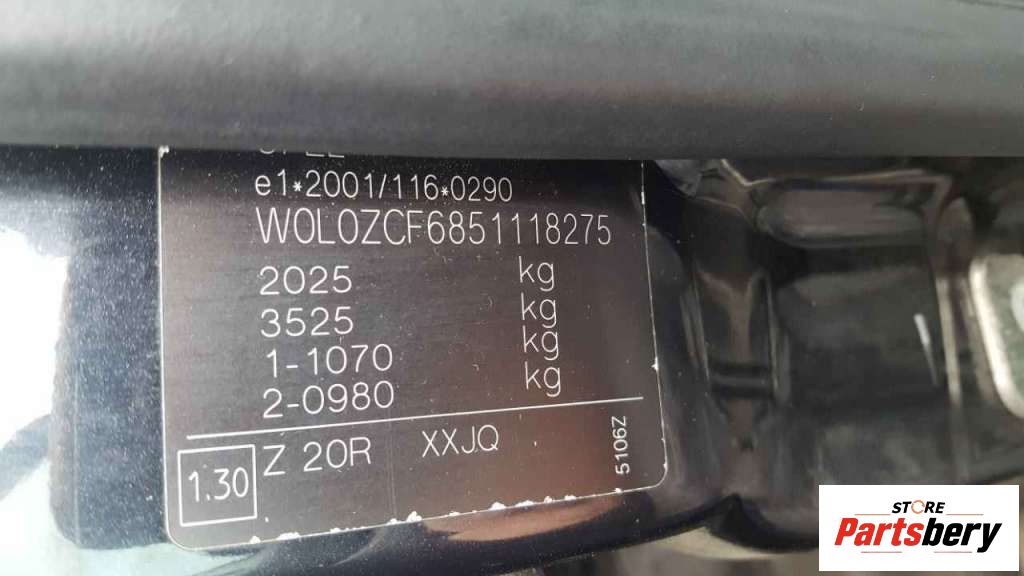 e1*2001/116*0290
W0L0ZCF6851118275
2025 kg
3525 kg
1-1070 kg
2-0980 kg
1.30 Z 20R XXJQ
5106Z
STORE
Partsbery